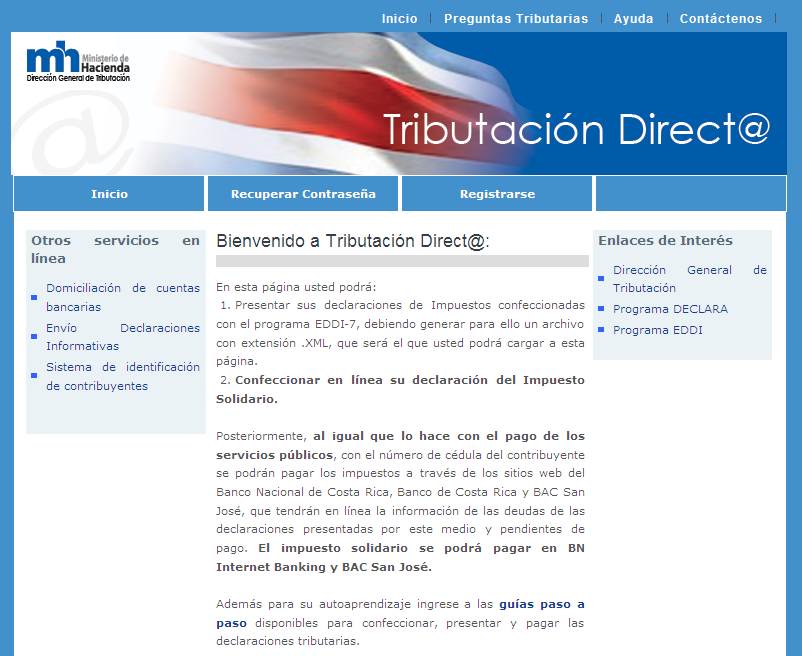 Inicio | Preguntas Tributarias | Ayuda | Contáctenos |
mh Ministerio de
Hacienda
Dirección General de Tributación
@
Tributación Direct@
Inicio Recuperar Contraseña Registrarse
Otros servicios en
línea
Domiciliación de cuentas
bancarias
Envío Declaraciones
Informativas
Sistema de identificación
de contribuyentes
Bienvenido a Tributación Direct@:
En esta página usted podrá:
1. Presentar sus declaraciones de Impuestos confeccionadas
con el programa EDDI-7, debiendo generar para ello un archivo
con extensión .XML, que será el que usted podrá cargar a esta
página.
2. Confeccionar en línea su declaración del Impuesto
Solidario.
Posteriormente, al igual que lo hace con el pago de los
servicios públicos, con el número de cédula del contribuyente
se podrán pagar los impuestos a través de los sitios web del
Banco Nacional de Costa Rica, Banco de Costa Rica y BAC San
José, que tendrán en línea la información de las deudas de las
declaraciones presentadas por este medio y pendientes de
pago. El impuesto solidario se podrá pagar en BN
Internet Banking y BAC San José.
Además para su autoaprendizaje ingrese a las guías paso a
paso disponibles para confeccionar, presentar y pagar las
declaraciones tributarias.
Enlaces de Interés
Dirección General de
Tributación
Programa DECLARA
Programa EDDI